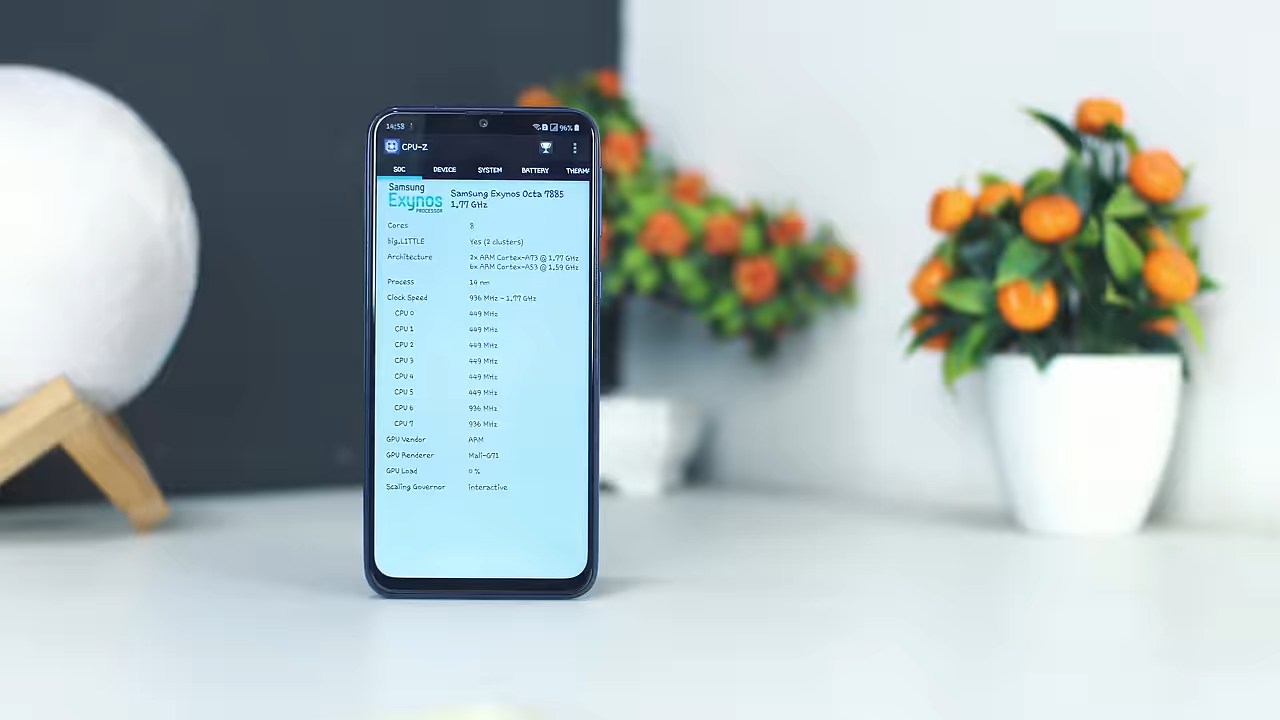 14:58
96%
CPU-Z
SOC DEVICE SYSTEM BATTERY THERMA
Samsung
Exynos
PROCESSOR
Samsung Exynos Octa 7885
1.77 GHz
Cores 8
big.LITTLE Yes (2 clusters)
Architecture 2x ARM Cortex-A73 @ 1.77 GHz
6x ARM Cortex-A53 @ 1.59 GHz
Process 14 nm
Clock Speed 936 MHz - 1.77 GHz
CPU 0 449 MHz
CPU 1 449 MHz
CPU 2 449 MHz
CPU 3 449 MHz
CPU 4 449 MHz
CPU 5 449 MHz
CPU 6 936 MHz
CPU 7 936 MHz
GPU Vendor ARM
GPU Renderer Mali-G71
GPU Load 0 %
Scaling Governor interactive